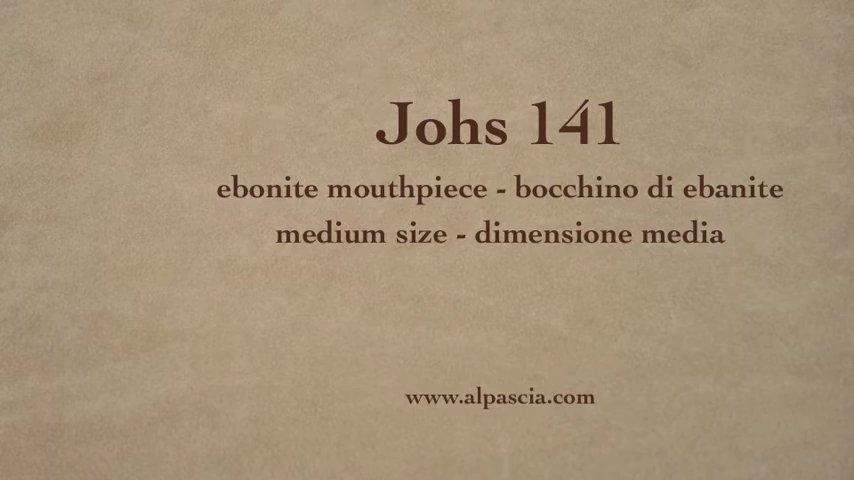 Johs 141
ebonite mouthpiece - bocchino di ebanite
medium size - dimensione media
www.alpascia.com